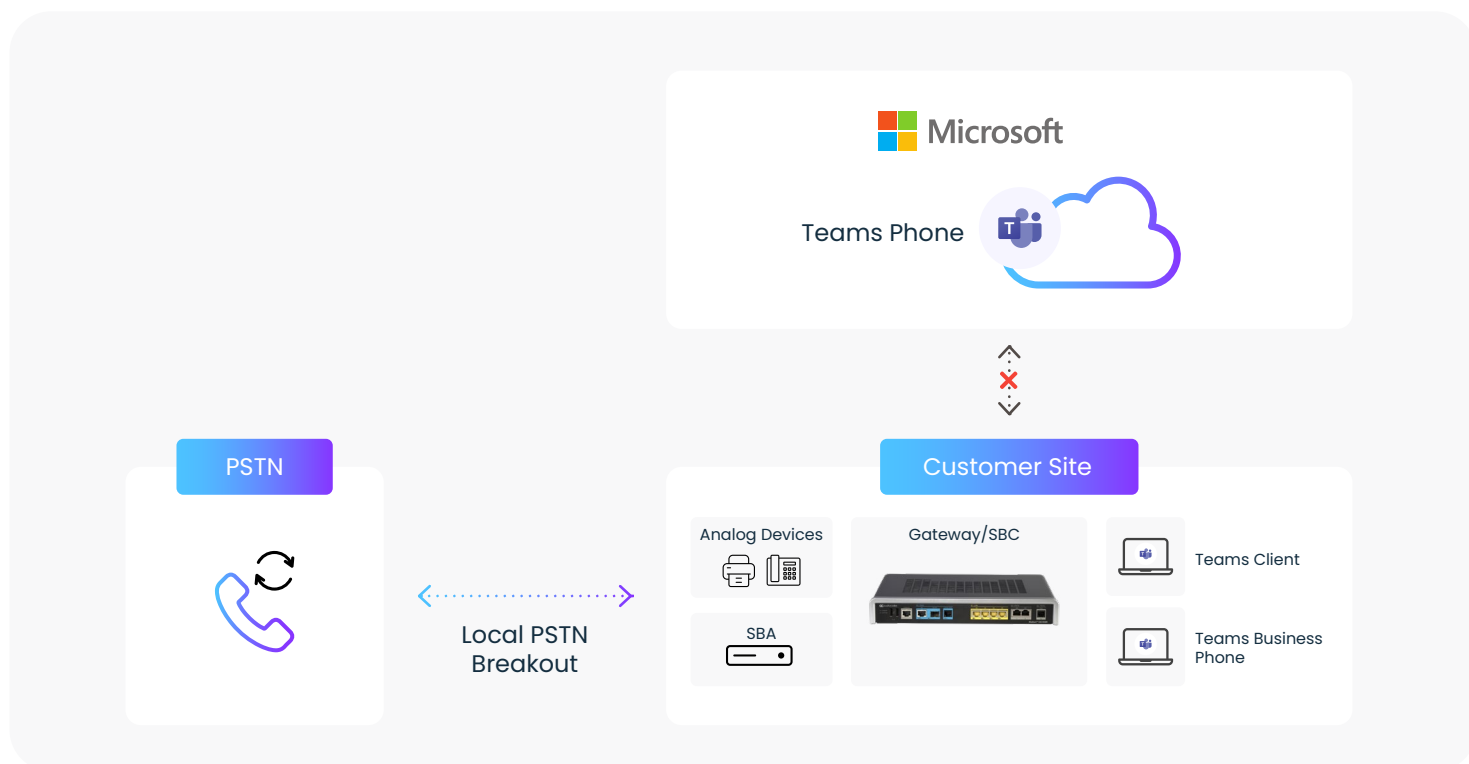 Microsoft
Teams Phone
PSTN
Customer Site
Local PSTN
Breakout
Analog Devices
SBA
Gateway/SBC
Teams Client
Teams Business
Phone